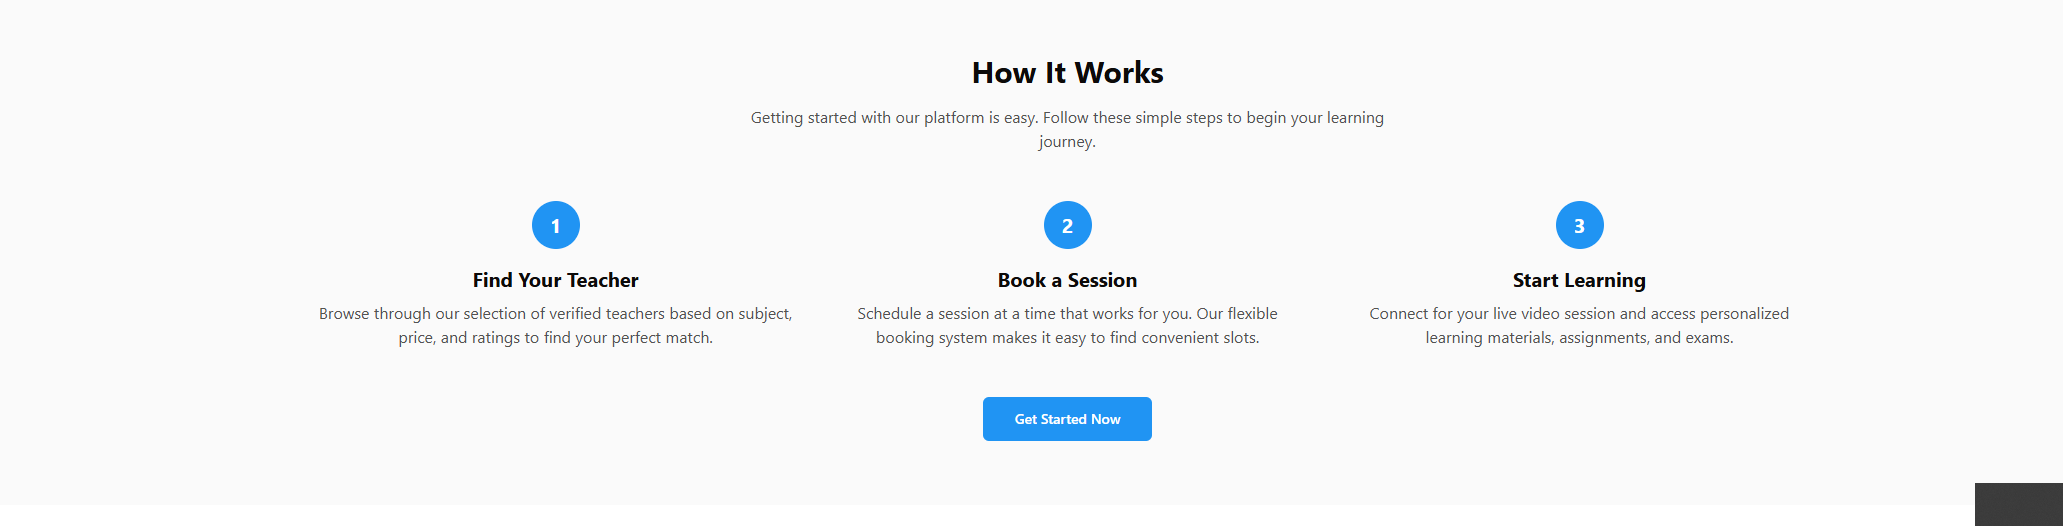 How It Works
Getting started with our platform is easy. Follow these simple steps to begin your learning
journey.
1
Find Your Teacher
Browse through our selection of verified teachers based on subject,
price, and ratings to find your perfect match.
2
Book a Session
Schedule a session at a time that works for you. Our flexible
booking system makes it easy to find convenient slots.
3
Start Learning
Connect for your live video session and access personalized
learning materials, assignments, and exams.
Get Started Now